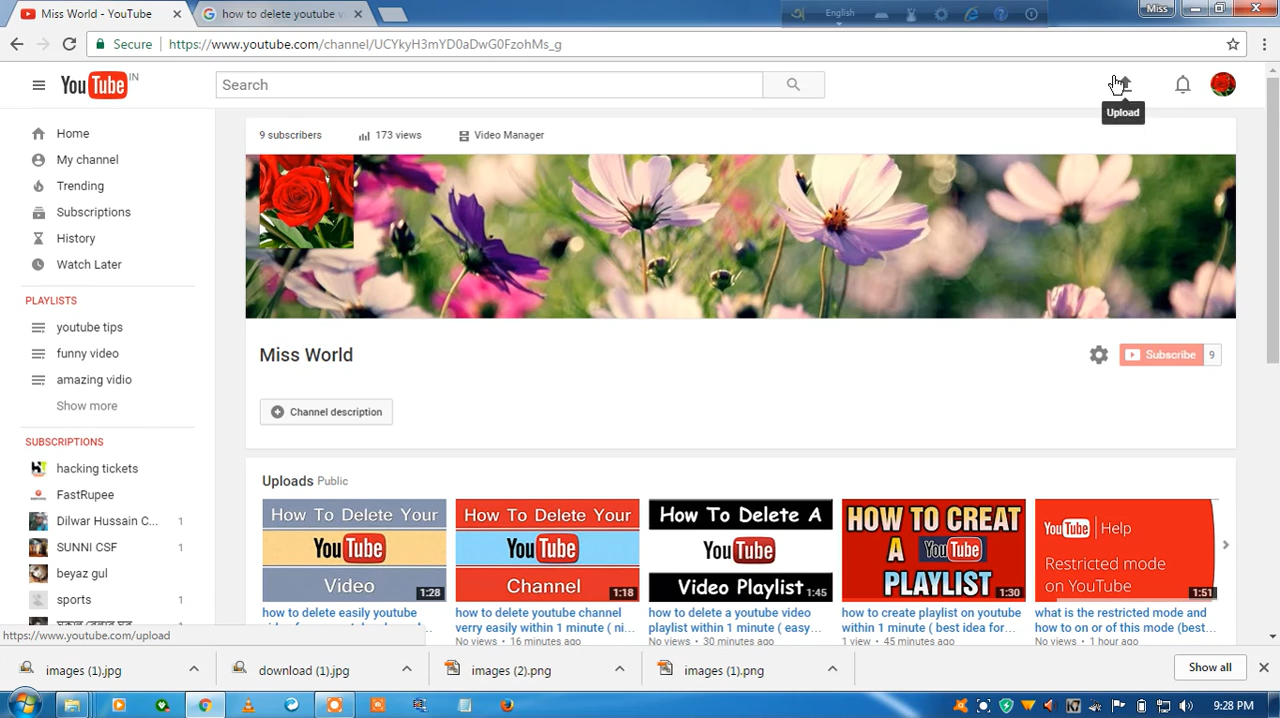 Miss World - YouTube
how to delete youtube v
English
Miss
Secure
https://www.youtube.com/channel/UCYkyH3mYD0aDwG0FzohMs_g
YouTube IN
Search
Upload
Home
My channel
Trending
Subscriptions
History
Watch Later
PLAYLISTS
youtube tips
funny video
amazing vidio
Show more
SUBSCRIPTIONS
hacking tickets
FastRupee
Dilwar Hussain C... 1
SUNNI CSF 1
beyaz gul
sports 1
9 subscribers
173 views
Video Manager
Miss World
Subscribe 9
Channel description
Uploads Public
How To Delete Your
YouTube
Video
1:28
how to delete easily youtube
How To Delete Your
YouTube
Channel
1:18
how to delete youtube channel
verry easily within 1 minute ( ni...
No views • 16 minutes ago
How To Delete A
YouTube
Video Playlist
1:45
how to delete a youtube video
playlist within 1 minute ( easy...
No views • 30 minutes ago
HOW TO CREAT
A YouTube
PLAYLIST
1:30
how to create playlist on youtube
within 1 minute ( best idea for...
1 view • 45 minutes ago
YouTube Help
Restricted mode
on YouTube
1:51
what is the restricted mode and
how to on or of this mode (best...
No views • 1 hour ago
https://www.youtube.com/upload
images (1).jpg
download (1).jpg
images (2).png
images (1).png
Show all
9:28 PM